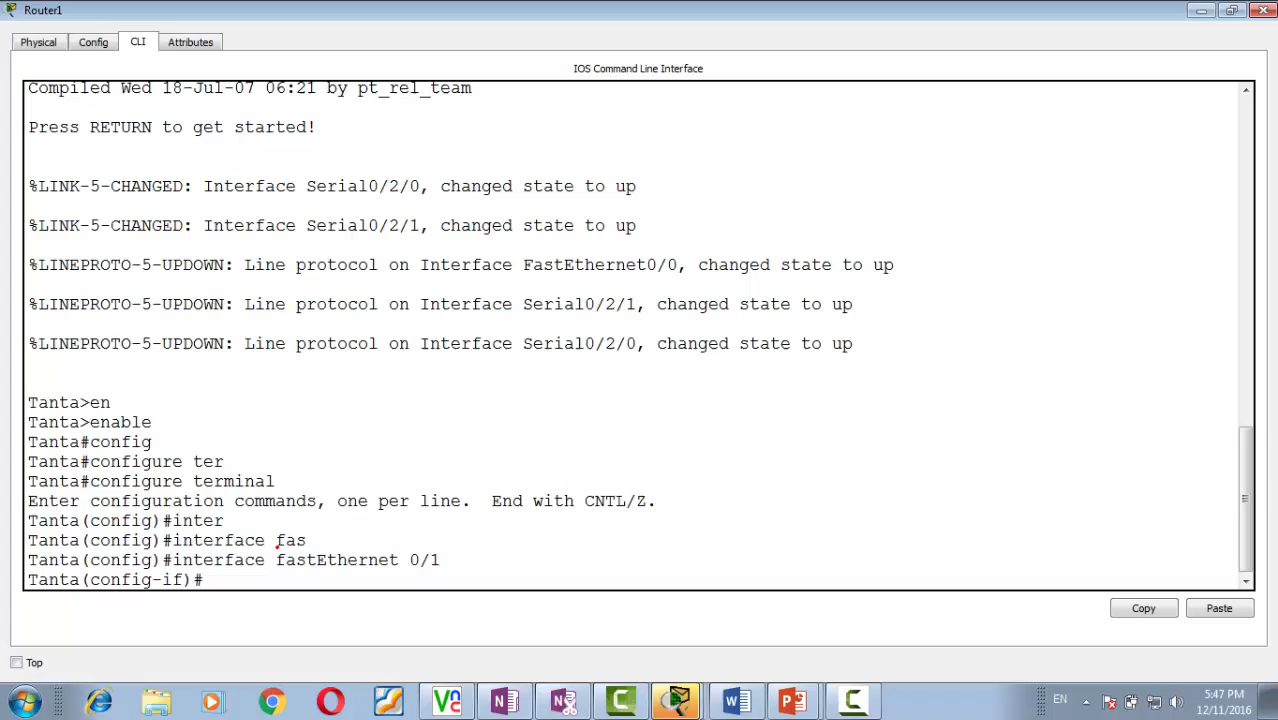 Router1
Physical Config CLI Attributes
IOS Command Line Interface
Compiled Wed 18-Jul-07 06:21 by pt_rel_team
Press RETURN to get started!
%LINK-5-CHANGED: Interface Serial0/2/0, changed state to up
%LINK-5-CHANGED: Interface Serial0/2/1, changed state to up
%LINEPROTO-5-UPDOWN: Line protocol on Interface FastEthernet0/0, changed state to up
%LINEPROTO-5-UPDOWN: Line protocol on Interface Serial0/2/1, changed state to up
%LINEPROTO-5-UPDOWN: Line protocol on Interface Serial0/2/0, changed state to up
Tanta>en
Tanta>enable
Tanta#config
Tanta#configure ter
Tanta#configure terminal
Enter configuration commands, one per line.  End with CNTL/Z.
Tanta(config)#inter
Tanta(config)#interface fas
Tanta(config)#interface fastEthernet 0/1
Tanta(config-if)#
Copy Paste
Top
EN 5:47 PM
12/11/2016